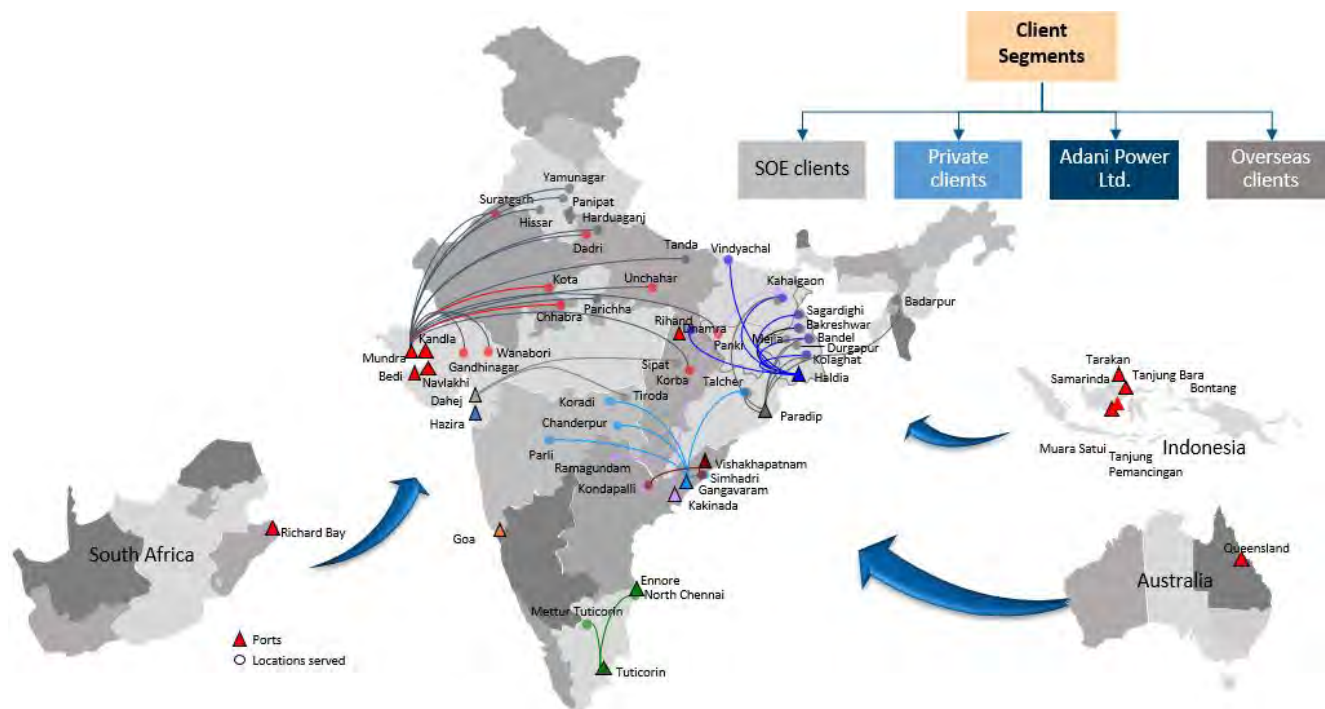 Client
Segments
SOE clients
Private
clients
Adani Power
Ltd.
Overseas
clients
Yamunagar
Suratgarh
Panipat
Hissar
Harduaganj
Dadri
Tanda
Vindyachal
Kota
Unchahar
Kahalgaon
Badarpur
Chhabra
Parichha
Sagardighi
Rihand
Dhamra
Bakreshwar
Kandla
Panki
Mejia
Bandel
Durgapur
Mundra
Wanabori
Gandhinagar
Kolaghat
Bedi
Navlakhi
Sipat
Korba
Talcher
Haldia
Dahej
Tiroda
Koradi
Hazira
Chanderpur
Paradip
Parli
Ramagundam
Vishakhapatnam
Simhadri
Kondapalli
Gangavaram
Kakinada
Goa
Ennore
North Chennai
Mettur Tuticorin
Tuticorin
Tarakan
Samarinda
Tanjung Bara
Bontang
Muara Satui
Tanjung
Pemancingan
Indonesia
Richard Bay
South Africa
Queensland
Australia
Ports
Locations served